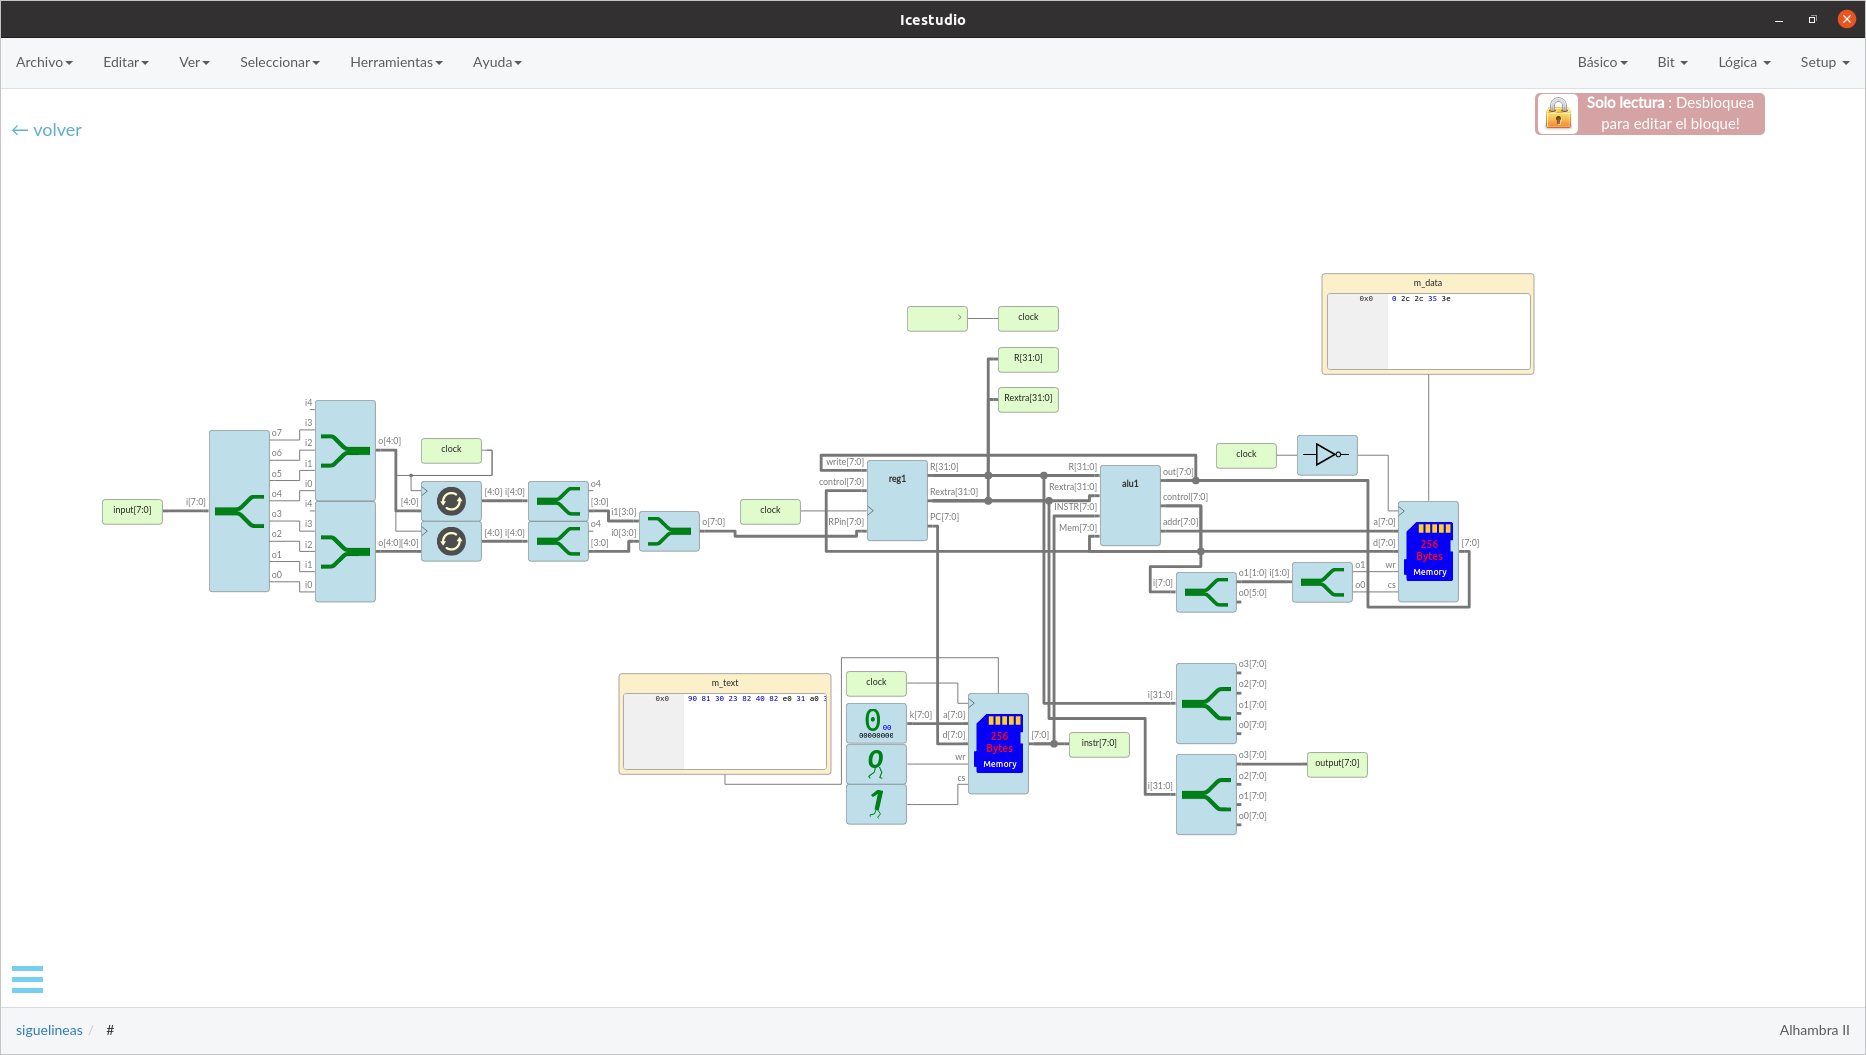 Icestudio
Archivo Editar Ver Seleccionar Herramientas Ayuda Básico Bit Lógica Setup
← volver
Solo lectura : Desbloquea
para editar el bloque!
m_data
0x0 0 2c 2c 35 3e
clock
R[31:0]
Rextra[31:0]
input[7:0]
i[7:0]
o7
o6
o5
o4
o3
o2
o1
o0
i4
i3
i2
i1
i0
i4
i3
i2
i1
i0
o[4:0]
o[4:0]
clock
[4:0]
[4:0]
[4:0] i[4:0]
[4:0] i[4:0]
o4
[3:0]
o4
[3:0]
i1[3:0]
i0[3:0]
o[7:0]
clock
write[7:0]
control[7:0]
RPin[7:0]
reg1
R[31:0]
Rextra[31:0]
PC[7:0]
R[31:0]
Rextra[31:0]
INSTR[7:0]
Mem[7:0]
alu1
out[7:0]
control[7:0]
addr[7:0]
clock
a[7:0]
d[7:0]
wr
cs
256
Bytes
Memory
[7:0]
i[7:0]
o1[1:0] i[1:0]
o0[5:0]
o1
o0
m_text
0x0 90 81 30 23 82 40 82 e0 31 a0
clock
0 00
00000000
0
1
k[7:0]
a[7:0]
d[7:0]
wr
cs
256
Bytes
Memory
[7:0]
instr[7:0]
i[31:0]
o3[7:0]
o2[7:0]
o1[7:0]
o0[7:0]
i[31:0]
o3[7:0]
o2[7:0]
o1[7:0]
o0[7:0]
output[7:0]
siguelineas / #
Alhambra II